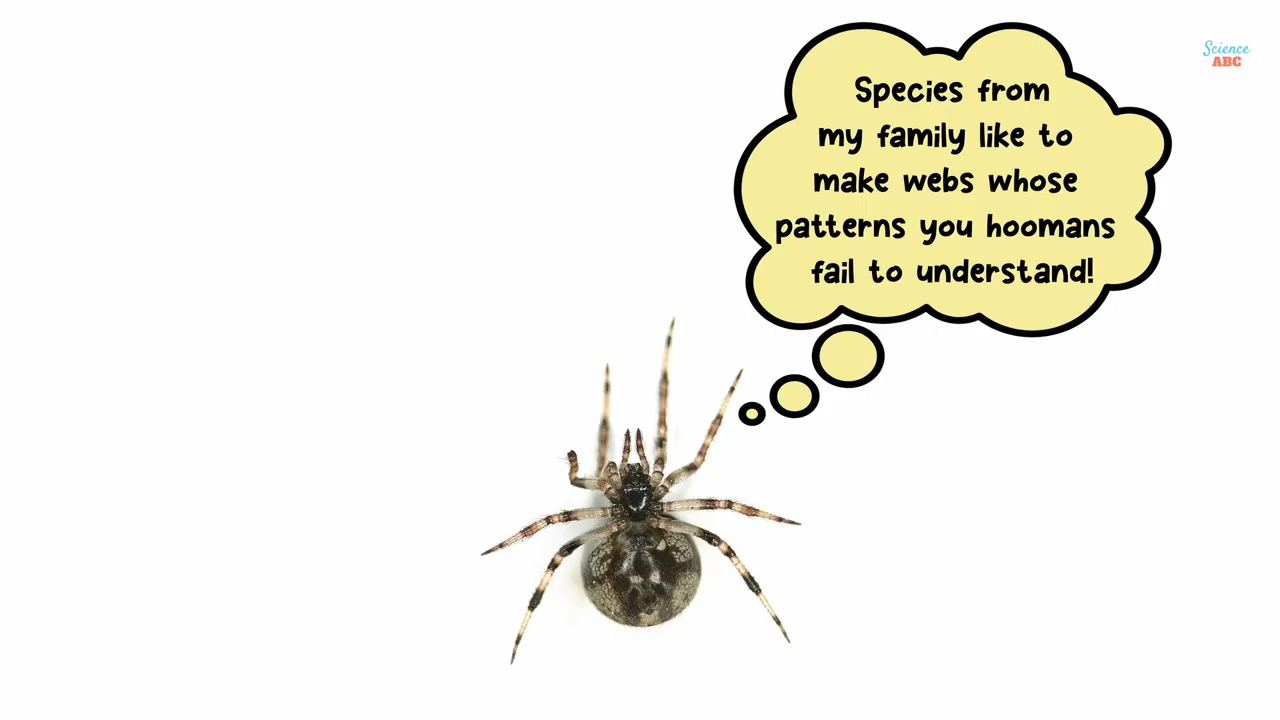 Science
ABC
Species from
my family like to
make webs whose
patterns you hoomans
fail to understand!